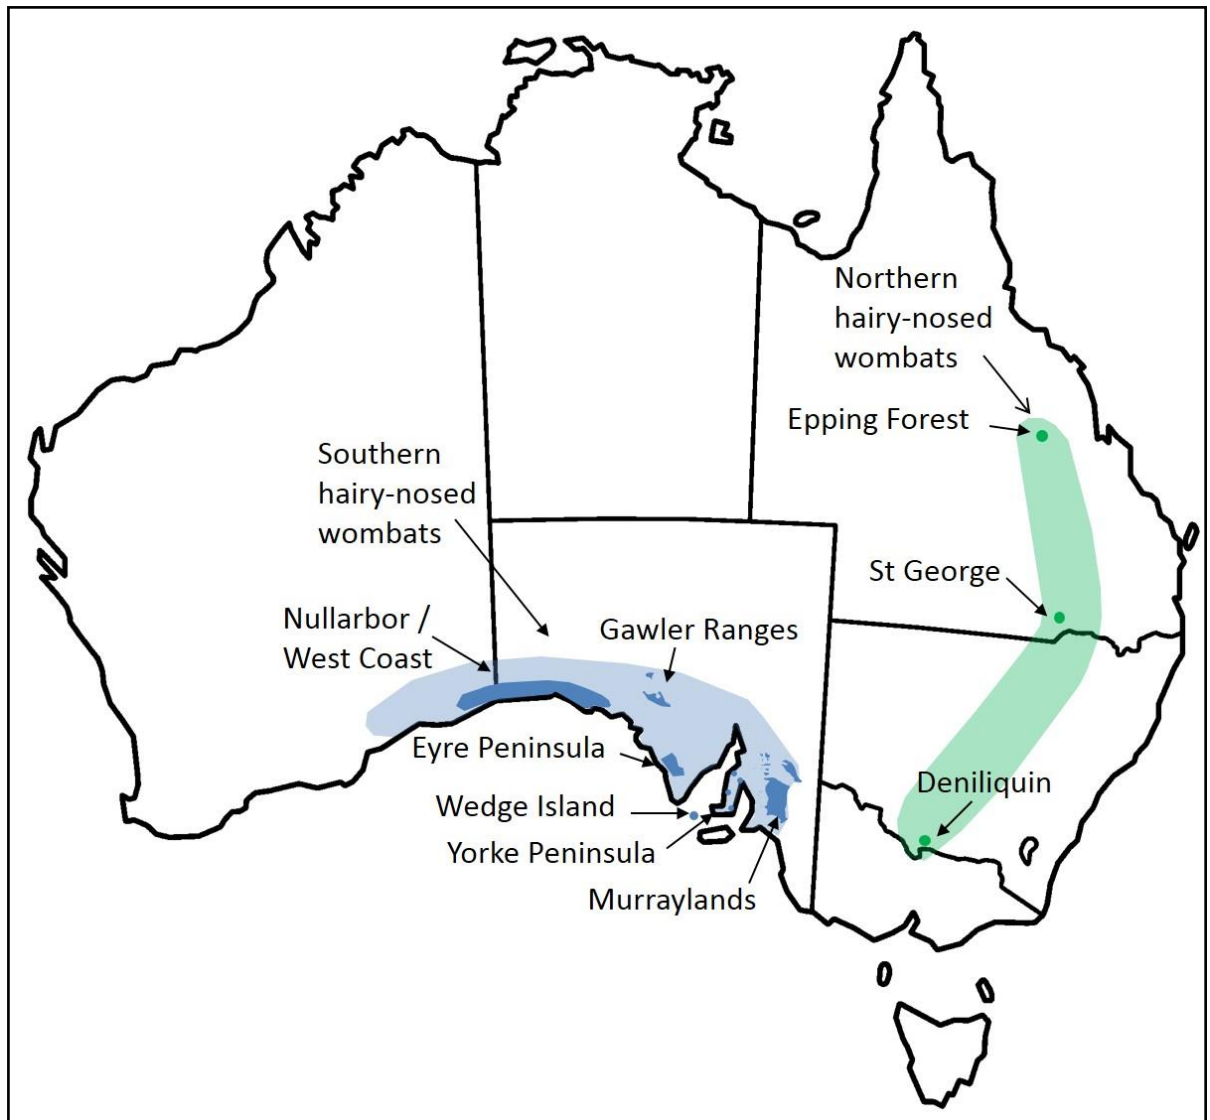 Northern
hairy-nosed
wombats
Epping Forest
Southern
hairy-nosed
wombats
St George
Nullarbor /
West Coast
Gawler Ranges
Eyre Peninsula
Deniliquin
Wedge Island
Yorke Peninsula
Murraylands